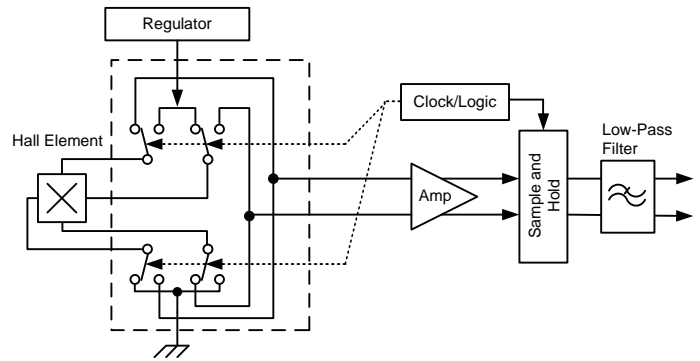 Regulator
Clock/Logic
Hall Element
Low-Pass
Filter
Amp
Sample and
Hold